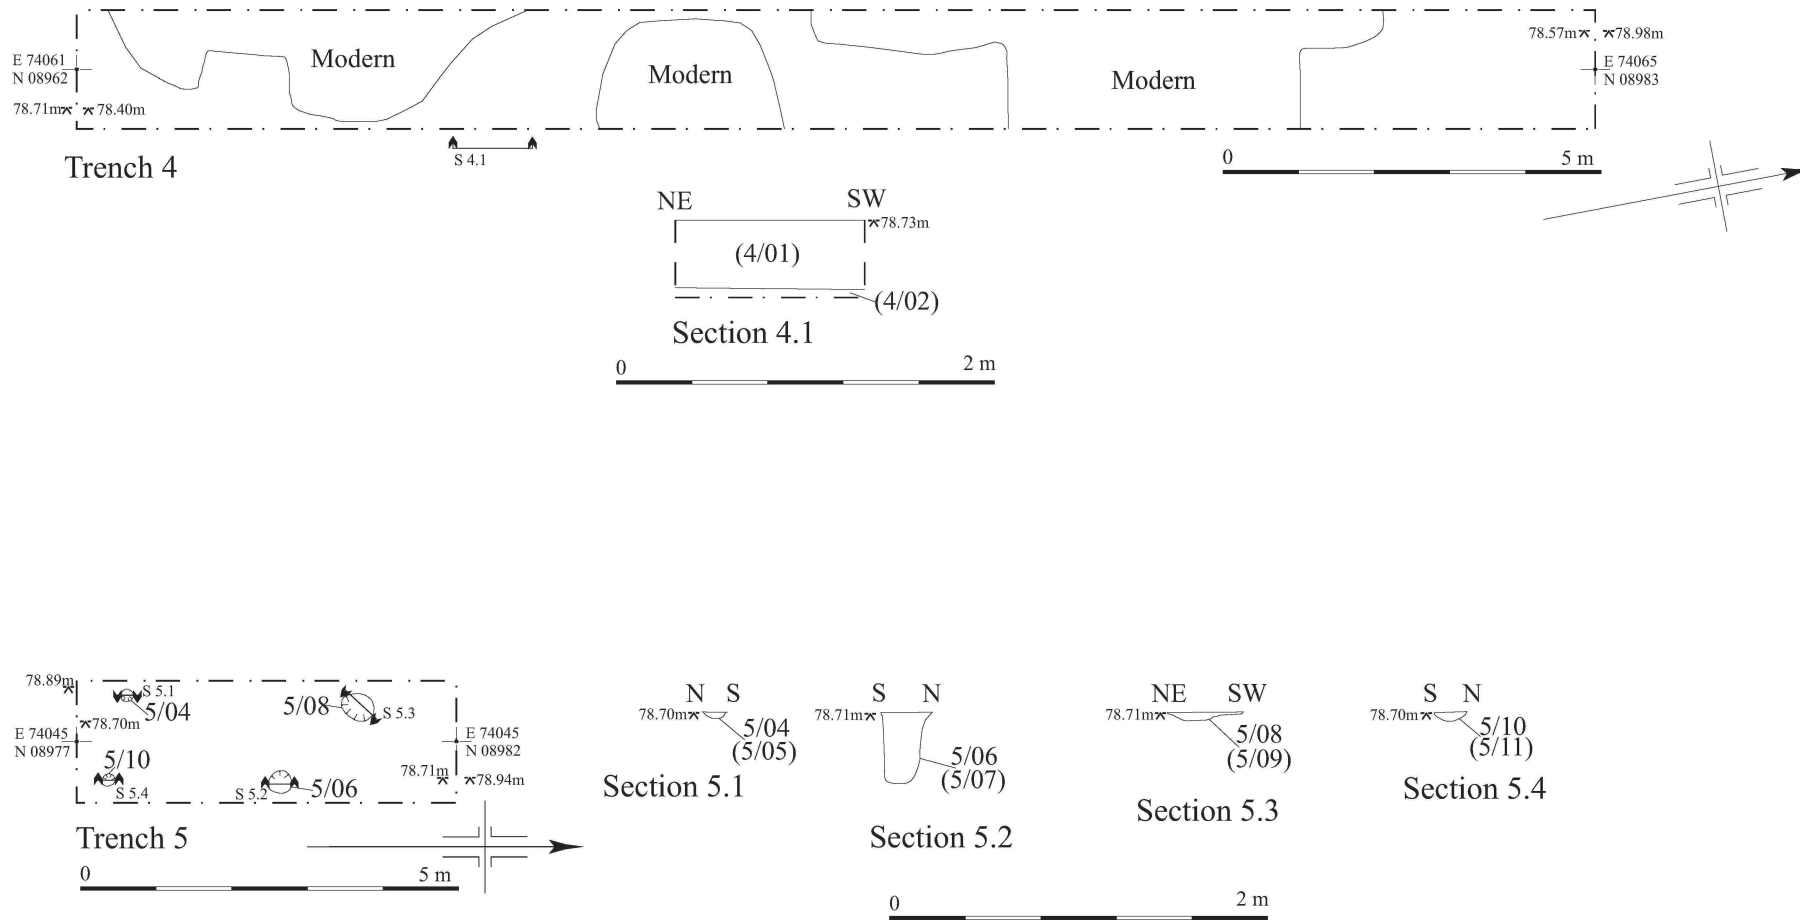 Modern
Modern
Modern
E 74061
N 08962
78.71m
78.40m
78.57m
78.98m
E 74065
N 08983
S 4.1
Trench 4
0
5 m
NE
SW
78.73m
(4/01)
(4/02)
Section 4.1
0
2 m
78.89m
S 5.1
5/04
78.70m
5/08
S 5.3
E 74045
N 08977
E 74045
N 08982
5/10
S 5.4
S 5.2
5/06
78.71m
78.94m
Trench 5
0
5 m
N
S
78.70m
5/04
(5/05)
Section 5.1
S
N
78.71m
5/06
(5/07)
Section 5.2
NE
SW
78.71m
5/08
(5/09)
Section 5.3
S
N
78.70m
5/10
(5/11)
Section 5.4
0
2 m